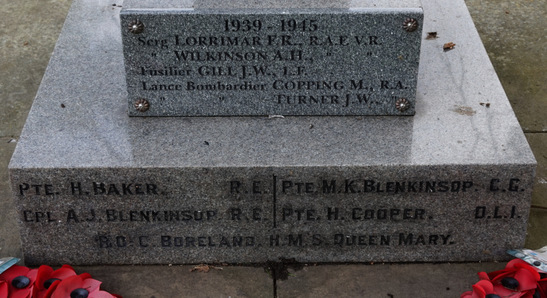 1939 - 1945
Serg LORRIMAR F.R., R.A.F. V.R.
" WILKINSON A.H., " "
Fusilier GILL J.W., L.F.
Lance Bombardier COPPING M., R.A.
" " TURNER J.W., "
PTE. H. BAKER. R.E. PTE. M.K. BLENKINSOP. C.G.
CPL. A.J. BLENKINSOP. R.E. PTE. H. COOPER. D.L.I.
C. BORELAND. H.M.S. QUEEN MARY.